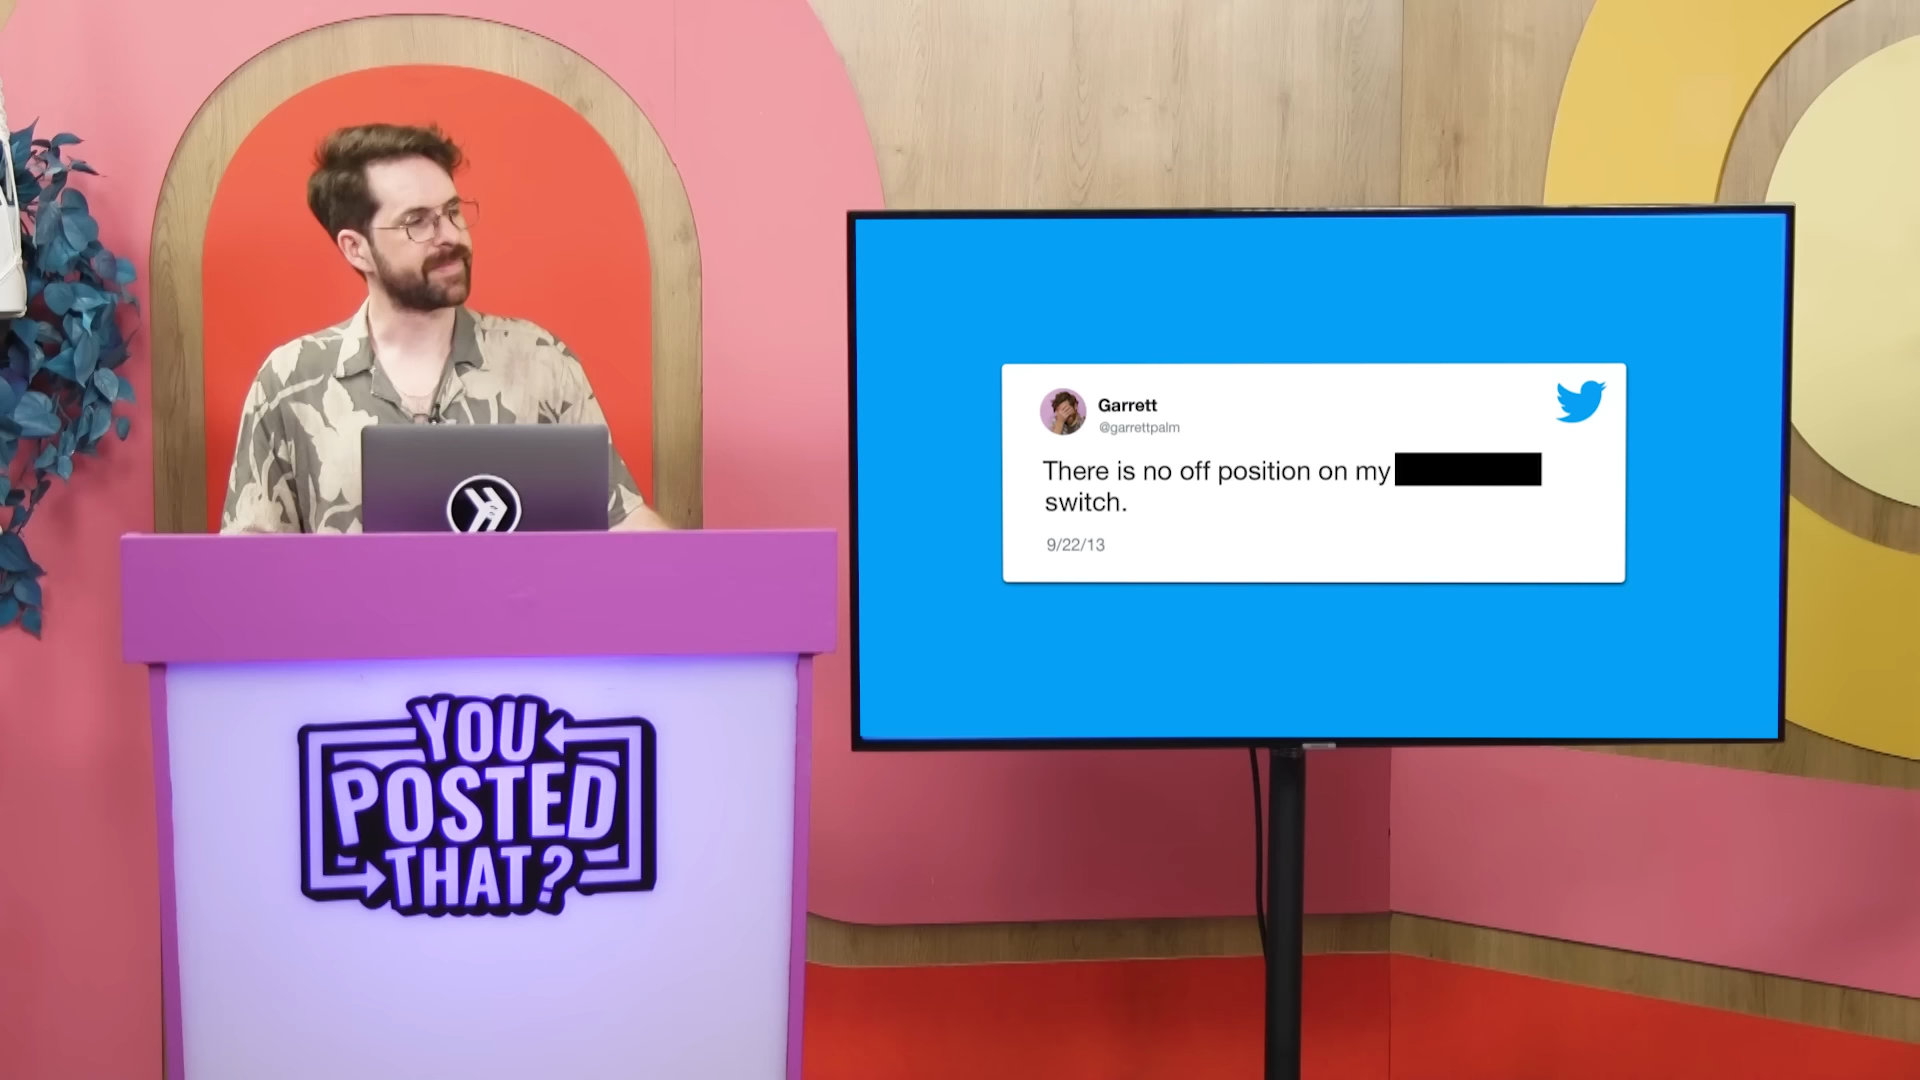 Garrett
@garrettpalm
There is no off position on my
switch.
9/22/13
YOU
POSTED
THAT?